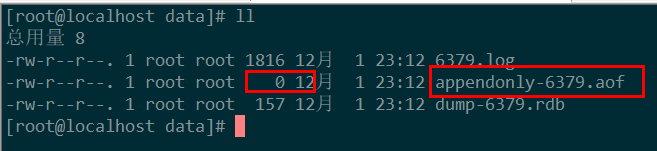 [root@localhost data]# ll
总用量 8
-rw-r--r--. 1 root root 1816 12月  1 23:12 6379.log
-rw-r--r--. 1 root root    0 12月  1 23:12 appendonly-6379.aof
-rw-r--r--. 1 root root  157 12月  1 23:12 dump-6379.rdb
[root@localhost data]#